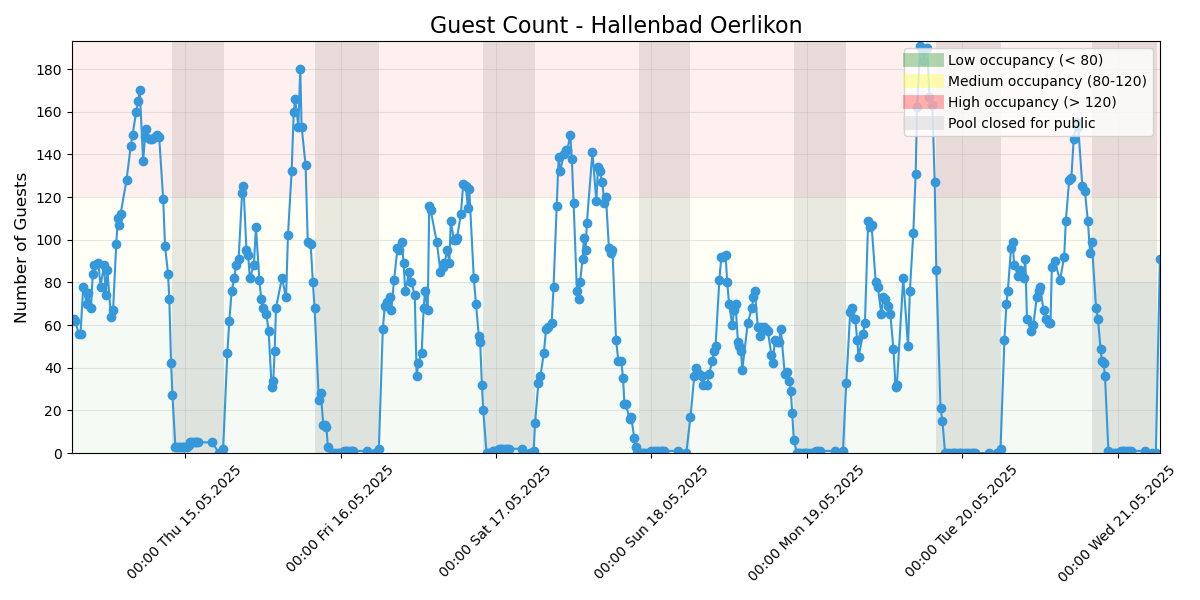 Guest Count - Hallenbad Oerlikon
Number of Guests
180
160
140
120
100
80
60
40
20
0
Low occupancy (< 80)
Medium occupancy (80-120)
High occupancy (> 120)
Pool closed for public
00:00 Thu 15.05.2025
00:00 Fri 16.05.2025
00:00 Sat 17.05.2025
00:00 Sun 18.05.2025
00:00 Mon 19.05.2025
00:00 Tue 20.05.2025
00:00 Wed 21.05.2025